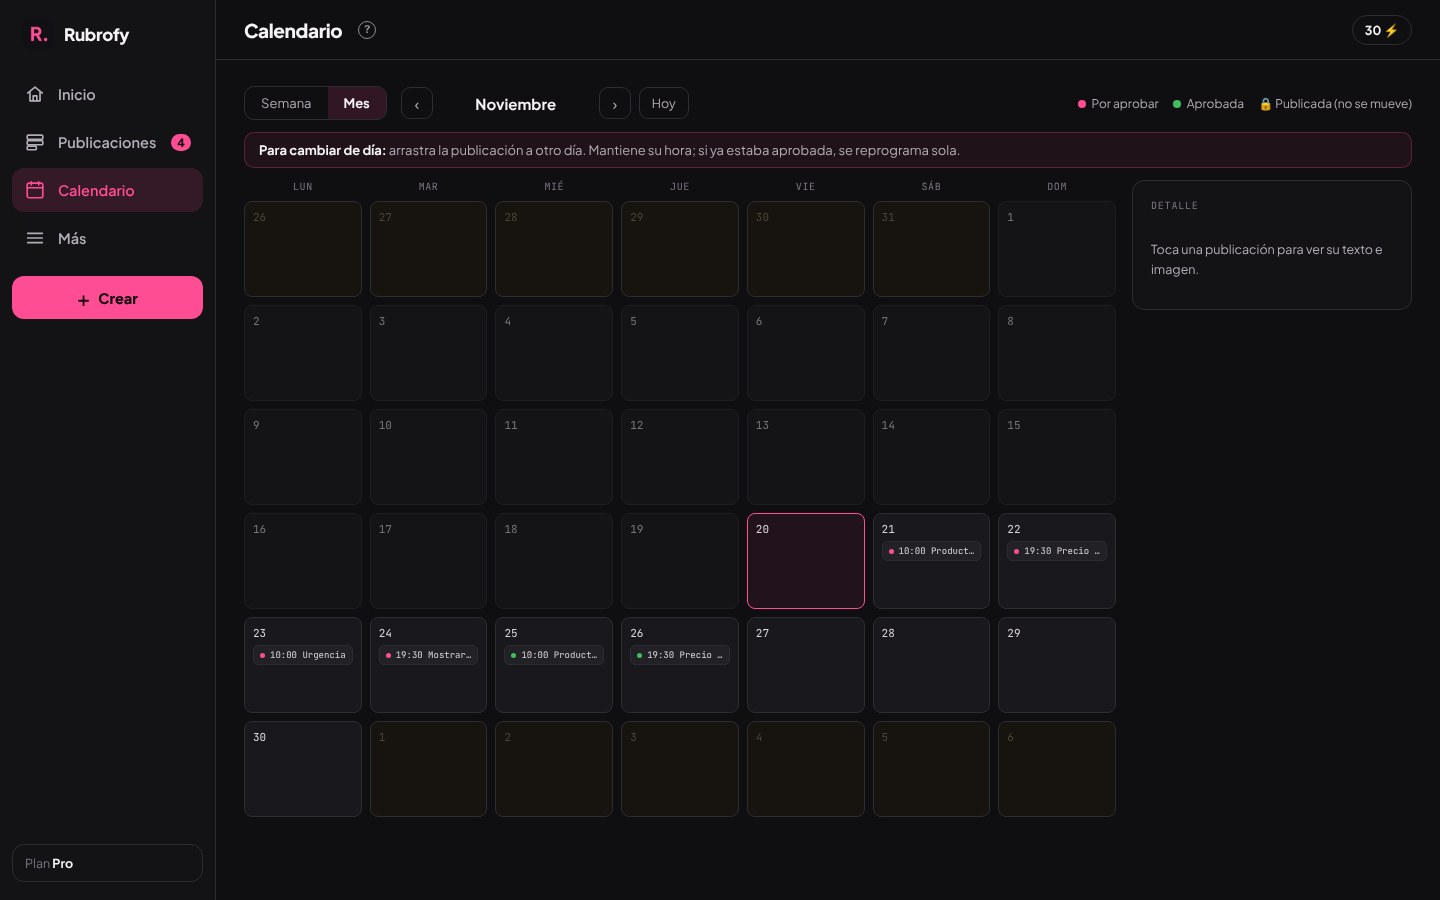 R. Rubrofy
Inicio
Publicaciones 4
Calendario
Más
+ Crear
Plan Pro
Calendario ?
30 ⚡
Semana Mes ‹ Noviembre › Hoy
Por aprobar Aprobada 🔒 Publicada (no se mueve)
Para cambiar de día: arrastra la publicación a otro día. Mantiene su hora; si ya estaba aprobada, se reprograma sola.
LUN MAR MIÉ JUE VIE SÁB DOM
26 27 28 29 30 31 1
2 3 4 5 6 7 8
9 10 11 12 13 14 15
16 17 18 19 20 21 22
10:00 Product… 19:30 Precio …
23 24 25 26 27 28 29
10:00 Urgencia 19:30 Mostrar… 10:00 Product… 19:30 Precio …
30 1 2 3 4 5 6
DETALLE
Toca una publicación para ver su texto e
imagen.